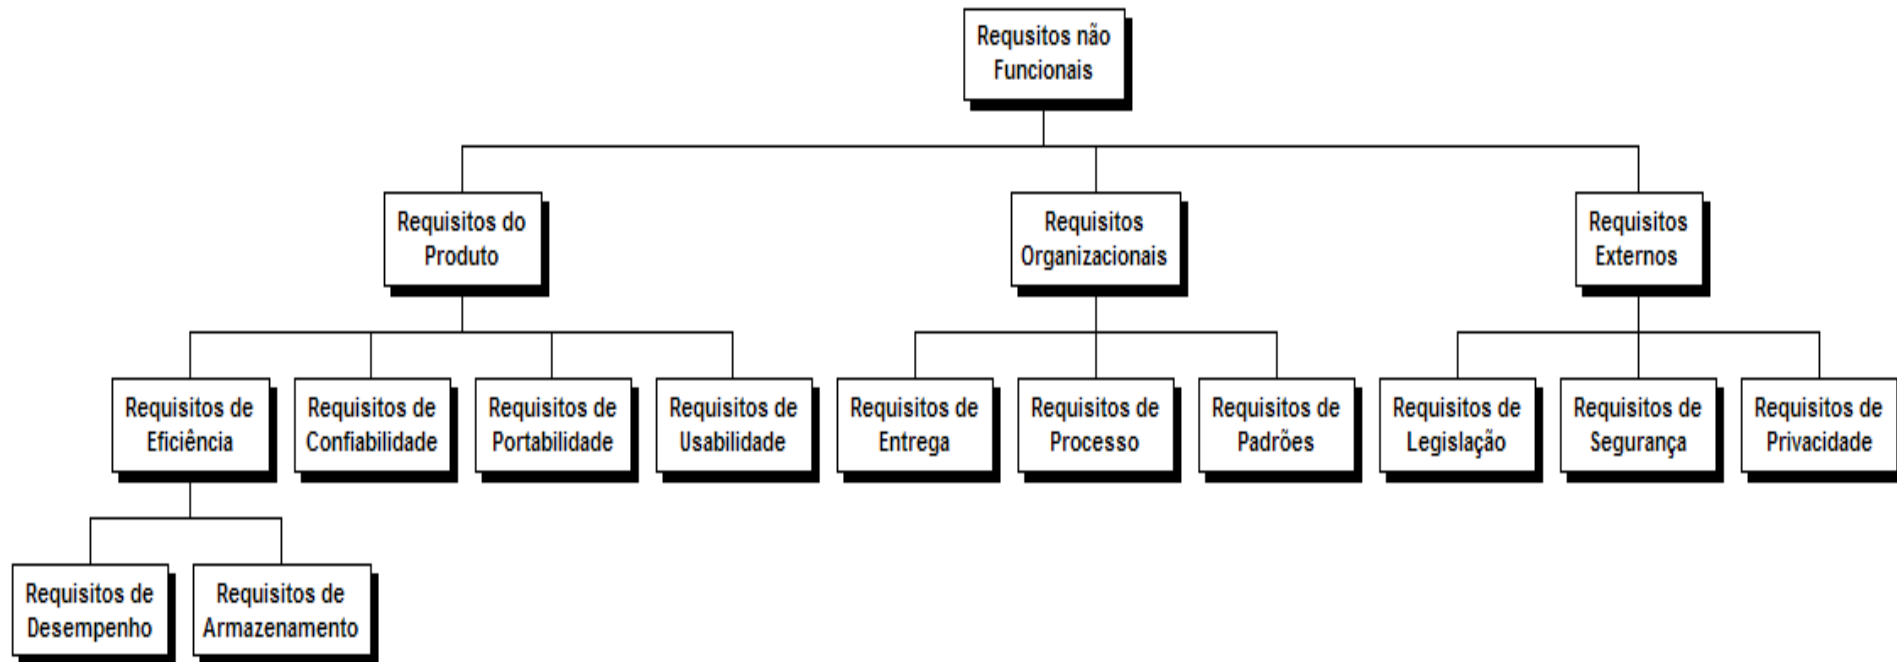 Requsitos não
Funcionais
Requisitos do
Produto
Requisitos
Organizacionais
Requisitos
Externos
Requisitos de
Eficiência
Requisitos de
Confiabilidade
Requisitos de
Portabilidade
Requisitos de
Usabilidade
Requisitos de
Entrega
Requisitos de
Processo
Requisitos de
Padrões
Requisitos de
Legislação
Requisitos de
Segurança
Requisitos de
Privacidade
Requisitos de
Desempenho
Requisitos de
Armazenamento